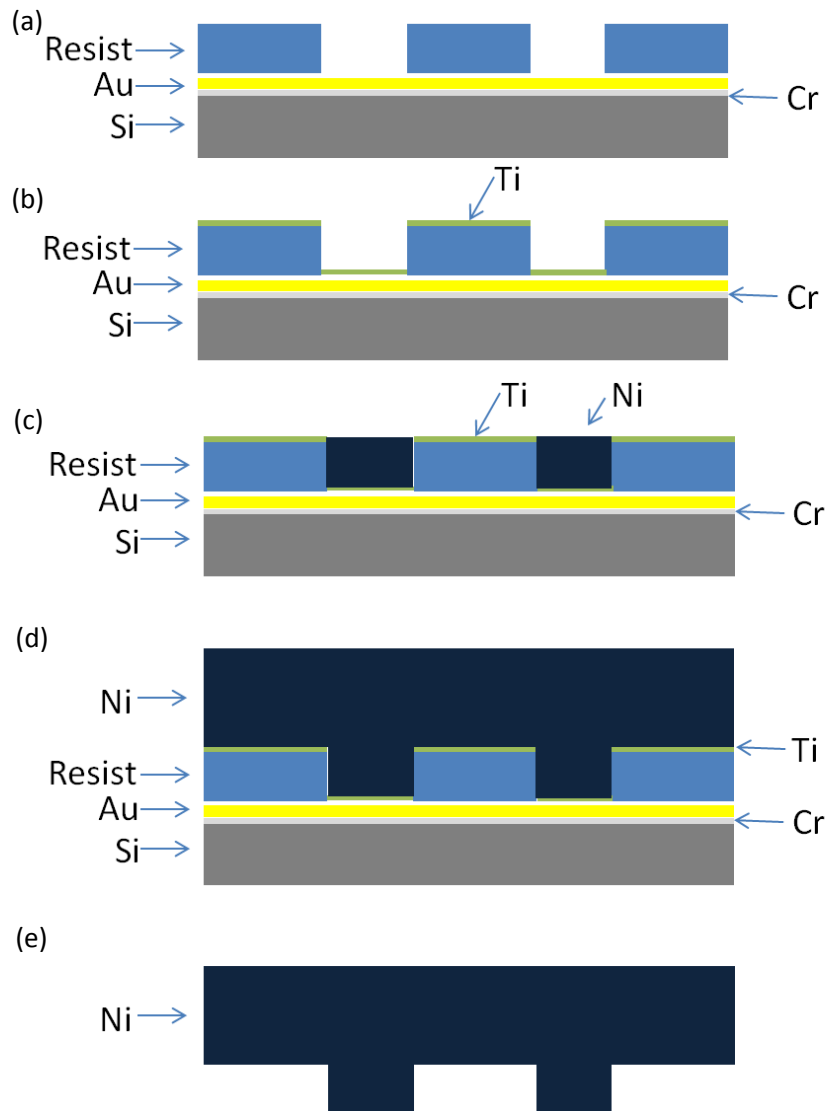 (a)
Resist
Au
Cr
Si
Ti
(b)
Resist
Au
Cr
Si
Ti
Ni
(c)
Resist
Au
Cr
Si
(d)
Ni
Ti
Resist
Au
Cr
Si
(e)
Ni